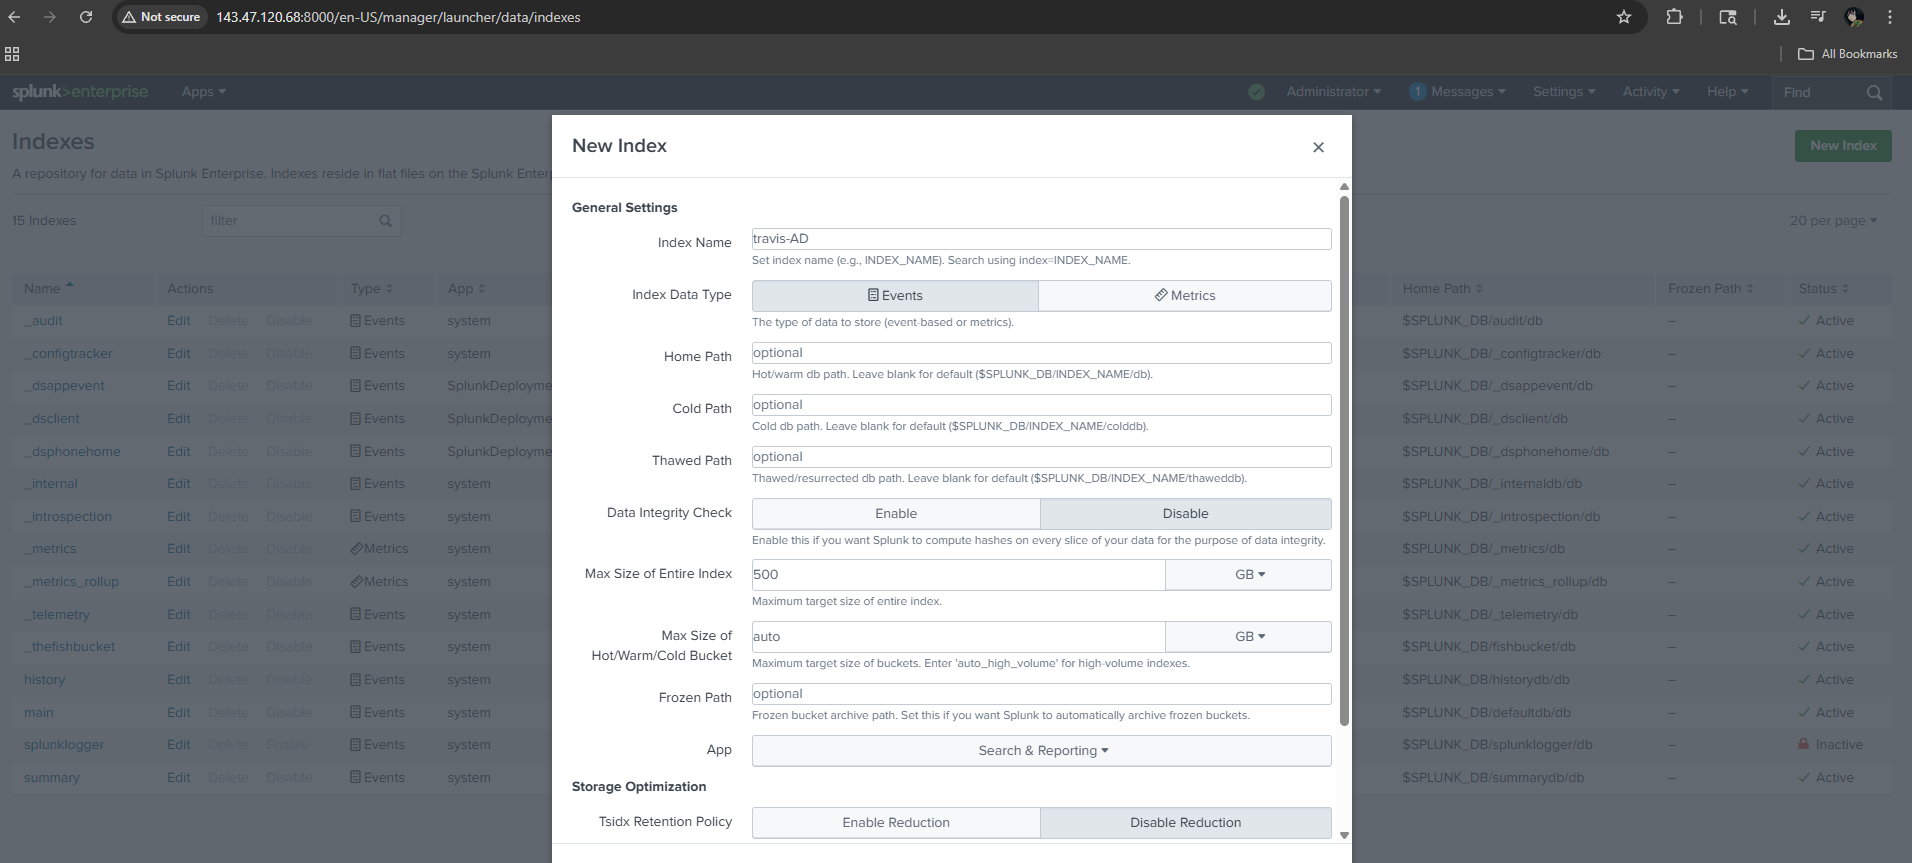 Not secure 143.47.120.68:8000/en-US/manager/launcher/data/indexes
All Bookmarks
splunk>enterprise Apps Administrator 1 Messages Settings Activity Help Find
Indexes
New Index
A repository for data in Splunk Enterprise. Indexes reside in flat files on the Splunk Enterp
15 Indexes filter 20 per page
Name Actions Type App Home Path Frozen Path Status
_audit Edit Delete Disable Events system $SPLUNK_DB/audit/db – Active
_configtracker Edit Delete Disable Events system $SPLUNK_DB/_configtracker/db – Active
_dsappevent Edit Delete Disable Events SplunkDeployme $SPLUNK_DB/_dsappevent/db – Active
_dsclient Edit Delete Disable Events SplunkDeployme $SPLUNK_DB/_dsclient/db – Active
_dsphonehome Edit Delete Disable Events SplunkDeployme $SPLUNK_DB/_dsphonehome/db – Active
_internal Edit Delete Disable Events system $SPLUNK_DB/_internaldb/db – Active
_introspection Edit Delete Disable Events system $SPLUNK_DB/_introspection/db – Active
_metrics Edit Delete Disable Metrics system $SPLUNK_DB/_metrics/db – Active
_metrics_rollup Edit Delete Disable Metrics system $SPLUNK_DB/_metrics_rollup/db – Active
_telemetry Edit Delete Disable Events system $SPLUNK_DB/_telemetry/db – Active
_thefishbucket Edit Delete Disable Events system $SPLUNK_DB/fishbucket/db – Active
history Edit Delete Disable Events system $SPLUNK_DB/historydb/db – Active
main Edit Delete Disable Events system $SPLUNK_DB/defaultdb/db – Active
splunklogger Edit Delete Enable Events system $SPLUNK_DB/splunklogger/db – Inactive
summary Edit Delete Disable Events system $SPLUNK_DB/summarydb/db – Active
New Index
General Settings
Index Name travis-AD
Set index name (e.g., INDEX_NAME). Search using index=INDEX_NAME.
Index Data Type Events Metrics
The type of data to store (event-based or metrics).
Home Path optional
Hot/warm db path. Leave blank for default ($SPLUNK_DB/INDEX_NAME/db).
Cold Path optional
Cold db path. Leave blank for default ($SPLUNK_DB/INDEX_NAME/colddb).
Thawed Path optional
Thawed/resurrected db path. Leave blank for default ($SPLUNK_DB/INDEX_NAME/thaweddb).
Data Integrity Check Enable Disable
Enable this if you want Splunk to compute hashes on every slice of your data for the purpose of data integrity.
Max Size of Entire Index 500 GB
Maximum target size of entire index.
Max Size of
Hot/Warm/Cold Bucket auto GB
Maximum target size of buckets. Enter 'auto_high_volume' for high-volume indexes.
Frozen Path optional
Frozen bucket archive path. Set this if you want Splunk to automatically archive frozen buckets.
App Search & Reporting
Storage Optimization
Tsidx Retention Policy Enable Reduction Disable Reduction